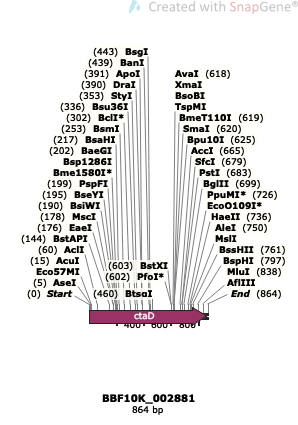 Created with SnapGene®
(443) BsgI
(439) BanI
(391) ApoI AvaI (618)
(390) DraI XmaI
(353) StyI BsoBI
(336) Bsu36I TspMI
(302) BclI* BmeT110I (619)
(253) BsmI SmaI (620)
(217) BsaHI Bpu10I (625)
(202) BaeGI AccI (665)
Bsp1286I SfcI (679)
Bme1580I* PstI (683)
(199) PspFI BglII (699)
(195) BseYI PpuMI* (726)
(190) BsiWI EcoO109I*
(178) MscI HaeII (736)
(176) EaeI AleI (750)
(144) BstAPI MslI
(60) AclI BssHII (761)
(15) AcuI (603) BstXI BspHI (797)
Eco57MI (602) PfoI* MluI (838)
(5) AseI AflIII
(0) Start (460) BtsαI End (864)
ctaD
400 600 800
BBF10K_002881
864 bp